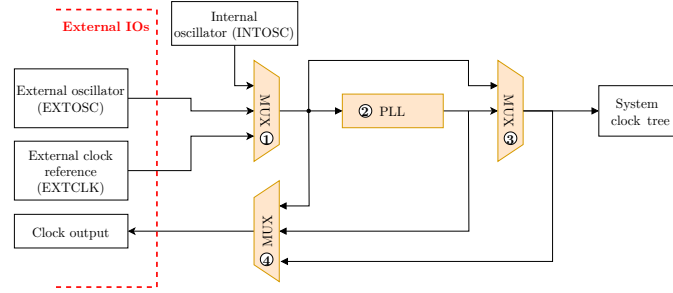 External IOs
Internal
oscillator (INTOSC)
External oscillator
(EXTOSC)
External clock
reference
(EXTCLK)
Clock output
MUX
①
② PLL
MUX
③
System
clock tree
MUX
④